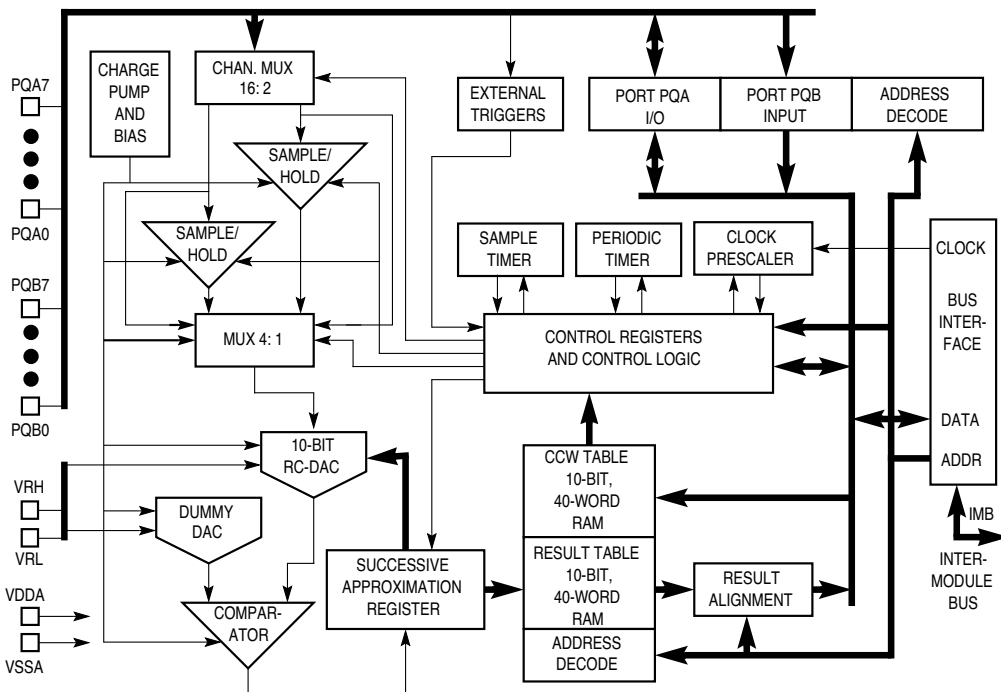 CHARGE
PUMP
AND
BIAS
CHAN. MUX
16: 2
EXTERNAL
TRIGGERS
PORT PQA
I/O
PORT PQB
INPUT
ADDRESS
DECODE
PQA7
PQA0
SAMPLE/
HOLD
SAMPLE/
HOLD
SAMPLE
TIMER
PERIODIC
TIMER
CLOCK
PRESCALER
CLOCK
BUS
INTER-
FACE
DATA
ADDR
PQB7
PQB0
MUX 4: 1
CONTROL REGISTERS
AND CONTROL LOGIC
10-BIT
RC-DAC
CCW TABLE
10-BIT,
40-WORD
RAM
VRH
VRL
DUMMY
DAC
IMB
INTER-
MODULE
BUS
SUCCESSIVE
APPROXIMATION
REGISTER
RESULT TABLE
10-BIT,
40-WORD
RAM
RESULT
ALIGNMENT
VDDA
VSSA
COMPAR-
ATOR
ADDRESS
DECODE